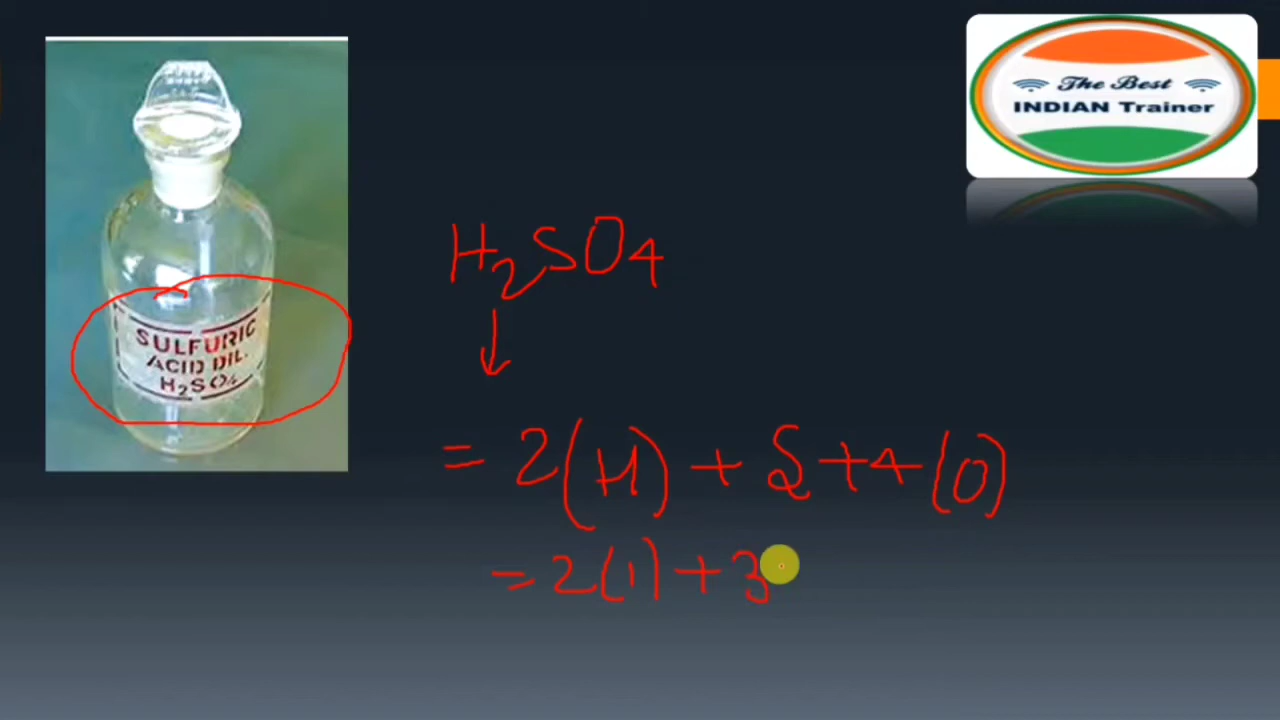 The Best
INDIAN Trainer
H2SO4
SULFURIC
ACID DIL.
H2SO4
= 2(H) + S + 4(O)
= 2(1) + 3